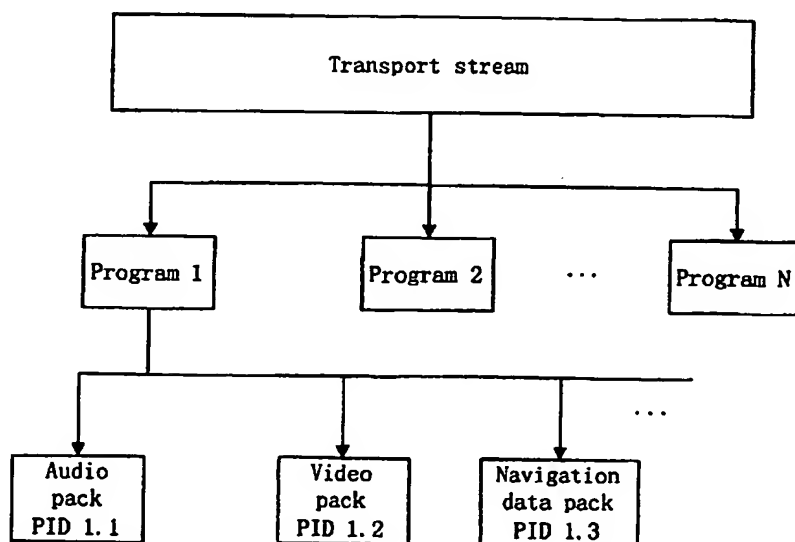 Transport stream
Program 1
Program 2
...
Program N
...
Audio
pack
PID 1.1
Video
pack
PID 1.2
Navigation
data pack
PID 1.3